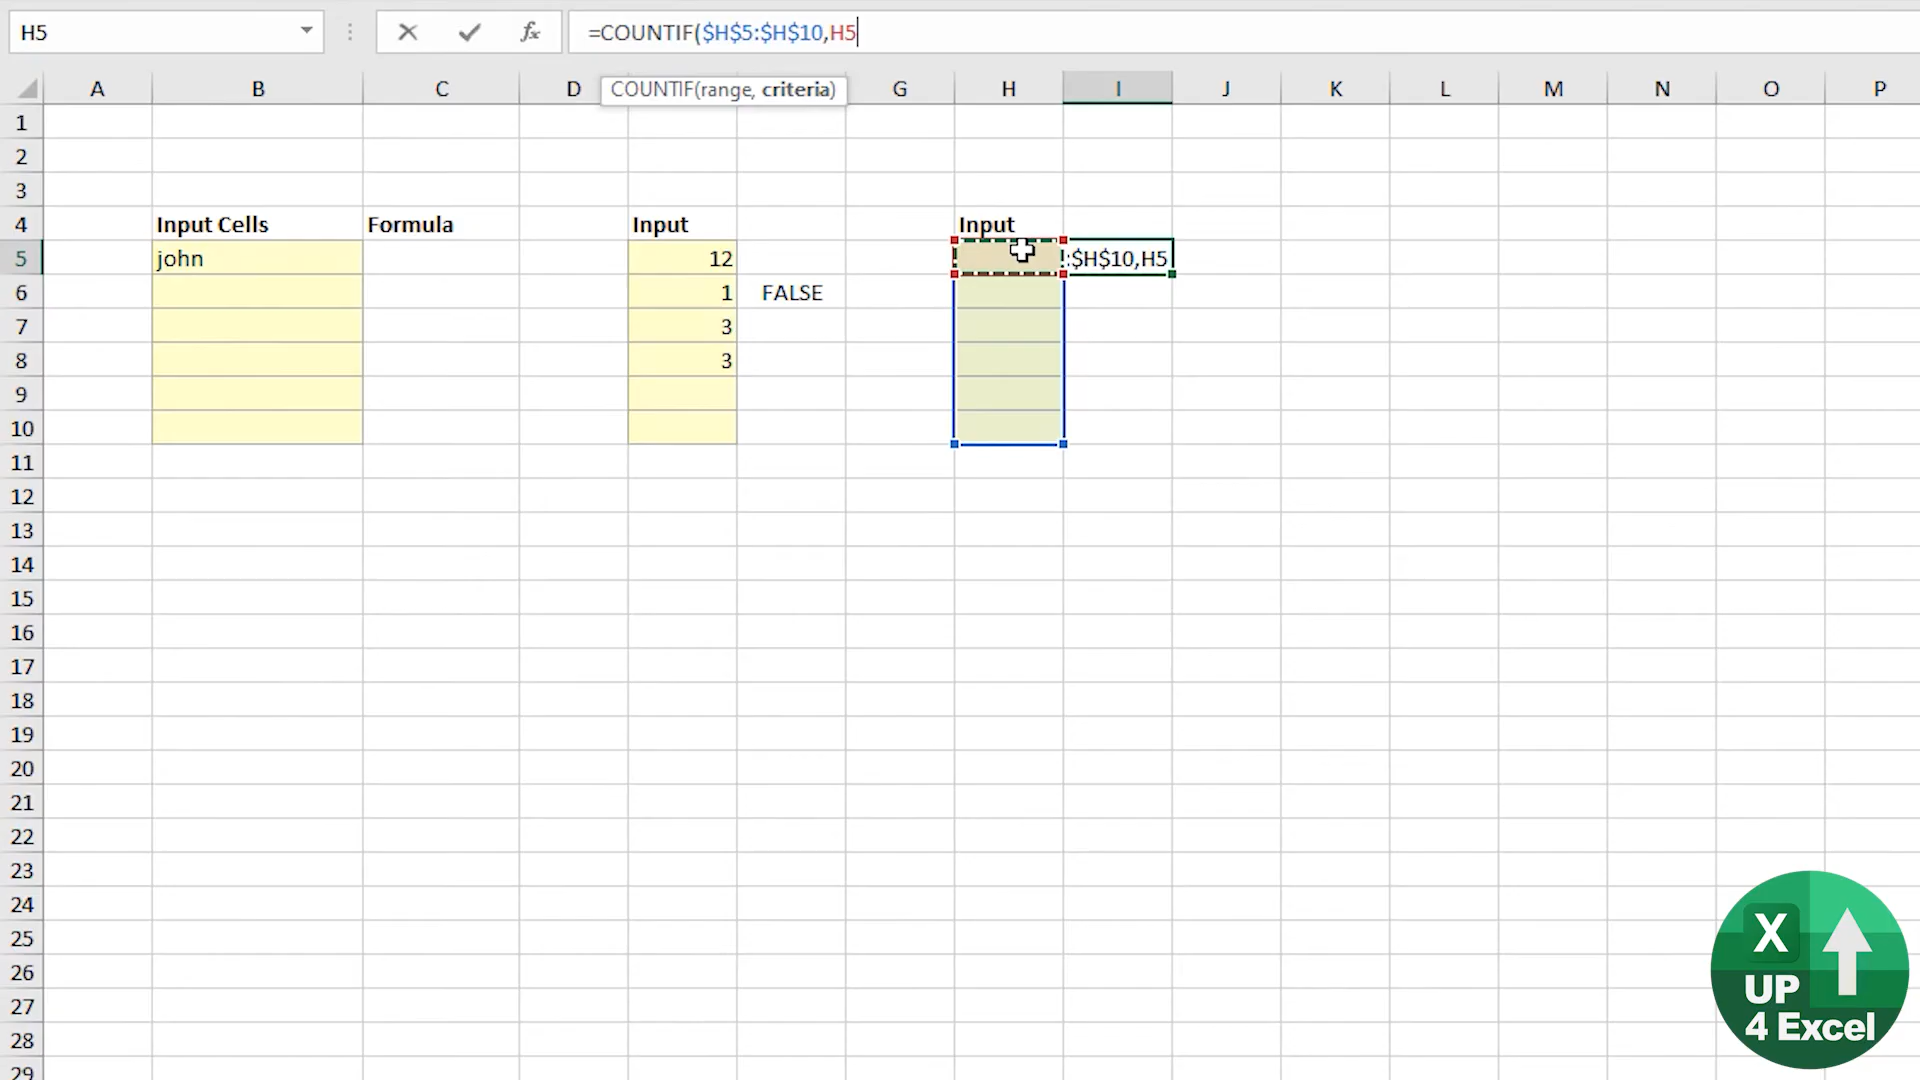 H5 fx =COUNTIF($H$5:$H$10,H5
COUNTIF(range, criteria)
A B C D G H I J K L M N O P
1
2
3
4 Input Cells Formula Input Input
5 john 12 :$H$10,H5
6 1 FALSE
7 3
8 3
9
10
11
12
13
14
15
16
17
18
19
20
21
22
23
24
25
26
27
28
29
X
UP
4 Excel